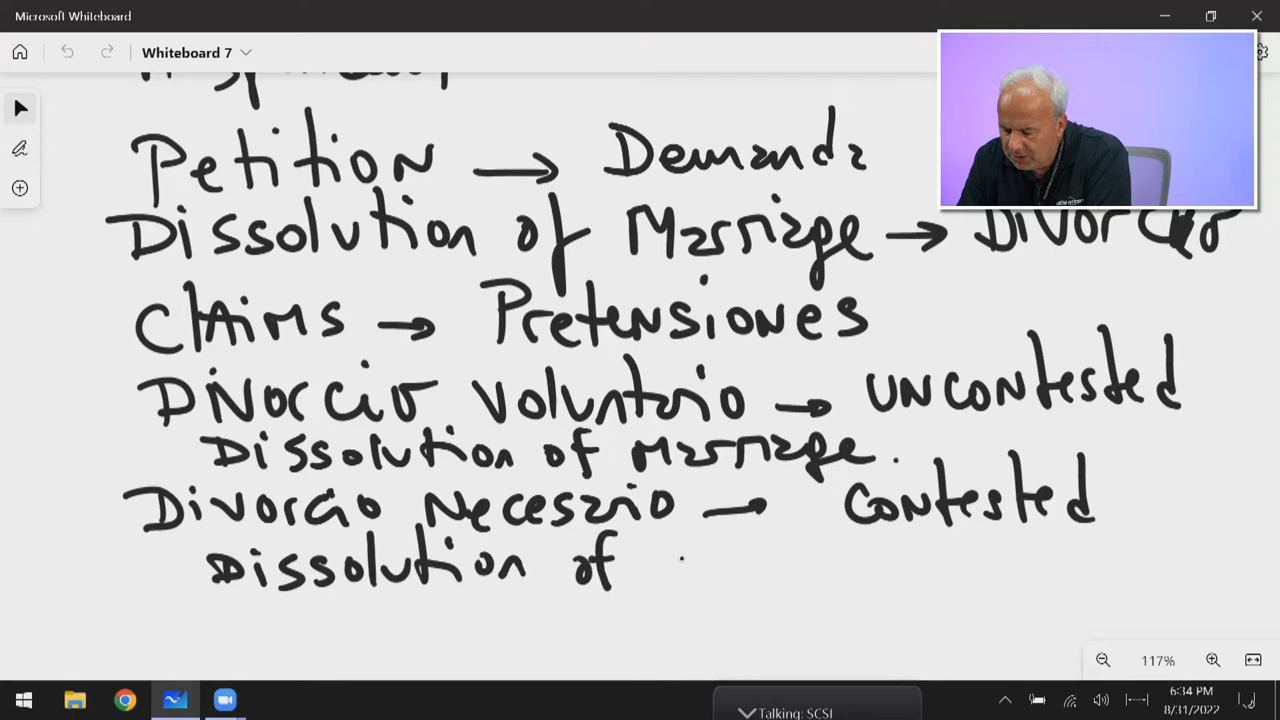 Microsoft Whiteboard
Whiteboard 7
Petition → Demanda
Dissolution of Marriage → Divorcio
Claims → Pretensiones
Divorcio Voluntario → Uncontested
Dissolution of Marriage.
Divorcio Necesario → Contested
Dissolution of
117%
Talking: SCSI
6:34 PM
8/31/2022